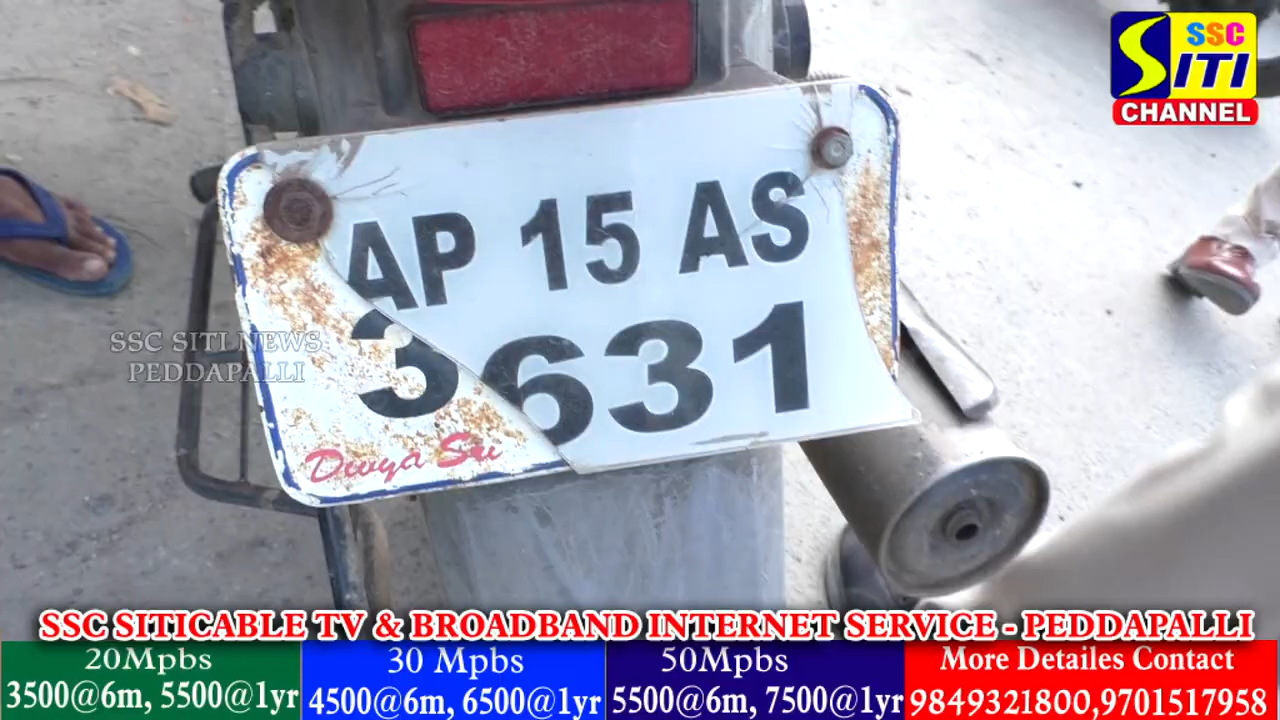 SSC
SITI
CHANNEL
AP 15 AS
3631
SSC SITI NEWS
PEDDAPALLI
Divya Sri
SSC SITICABLE TV & BROADBAND INTERNET SERVICE - PEDDAPALLI
20Mpbs
3500@6m, 5500@1yr
30 Mpbs
4500@6m, 6500@1yr
50Mpbs
5500@6m, 7500@1yr
More Detailes Contact
9849321800,9701517958